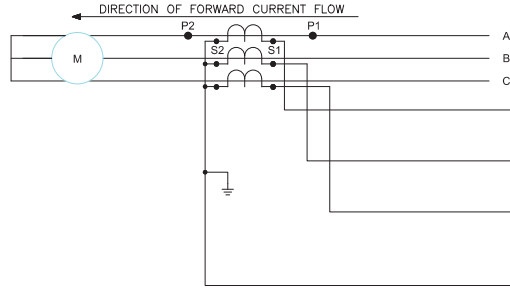 DIRECTION OF FORWARD CURRENT FLOW
P2 P1
A
S2 S1
M B
C